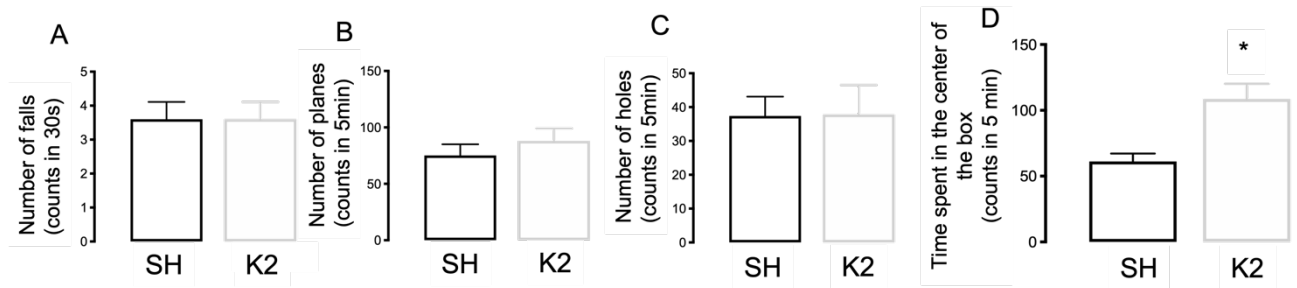 A
Number of falls
(counts in 30s)
5
4
3
2
1
0
SH
K2
B
Number of planes
(counts in 5min)
150
100
50
0
SH
K2
C
Number of holes
(counts in 5min)
50
40
30
20
10
0
SH
K2
D
Time spent in the center of
the box
(counts in 5 min)
150
100
50
0
*
SH
K2